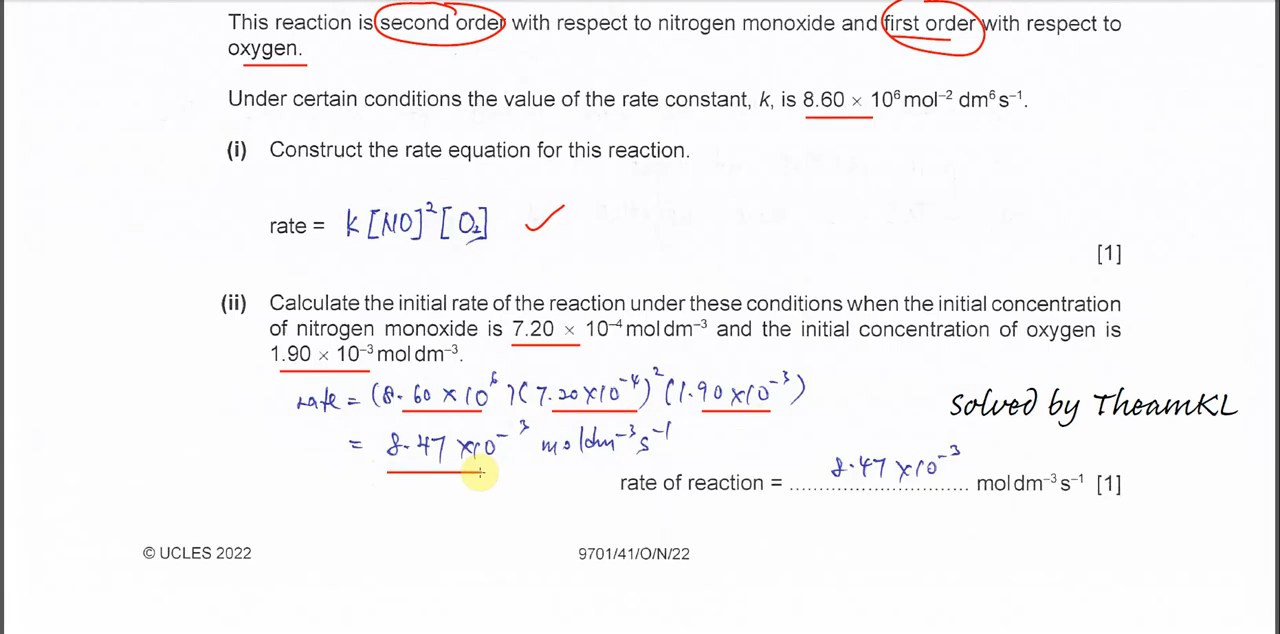 This reaction is second order with respect to nitrogen monoxide and first order with respect to
oxygen.
Under certain conditions the value of the rate constant, k, is 8.60 × 10⁶ mol⁻² dm⁶ s⁻¹.
(i) Construct the rate equation for this reaction.
rate = k [NO]² [O₂]
[1]
(ii) Calculate the initial rate of the reaction under these conditions when the initial concentration
of nitrogen monoxide is 7.20 × 10⁻⁴ mol dm⁻³ and the initial concentration of oxygen is
1.90 × 10⁻³ mol dm⁻³.
rate = (8.60 × 10⁶)(7.20×10⁻⁴)²(1.90×10⁻³)
Solved by TheamKL
= 8.47 ×10⁻³ mol dm⁻³ s⁻¹
rate of reaction = 8.47 ×10⁻³ mol dm⁻³ s⁻¹ [1]
© UCLES 2022 9701/41/O/N/22